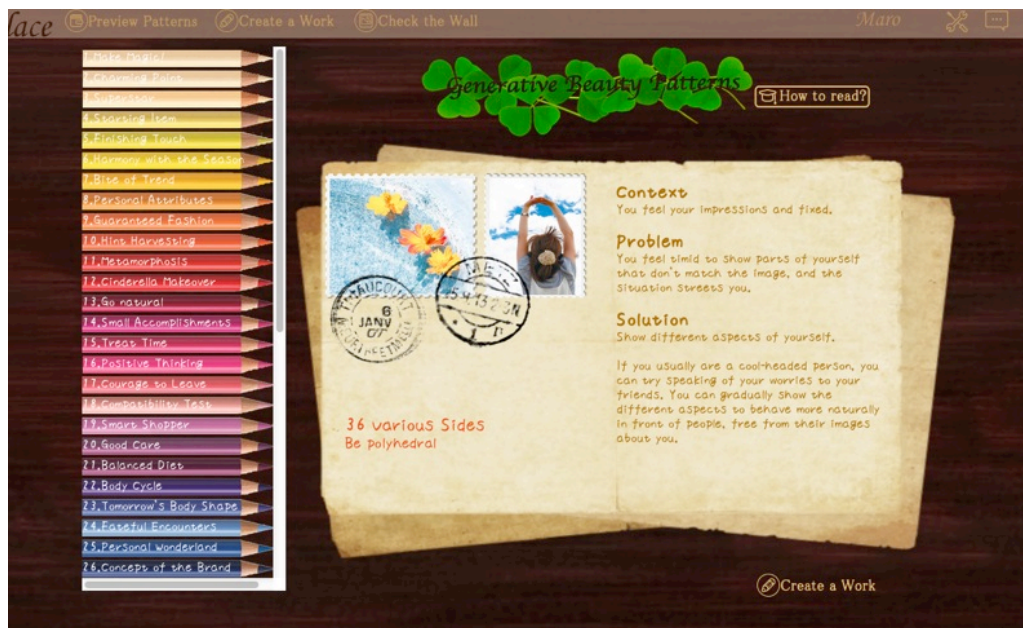 lace
Preview Patterns
Create a Work
Check the Wall
Maro
1.Make Magic!
2.Charming Point
3.Superstar
4.Starting Item
5.Finishing Touch
6.Harmony with the Season
7.Bite of Trend
8.Personal Attributes
9.Guaranteed Fashion
10.Hint Harvesting
11.Metamorphosis
12.Cinderella Makeover
13.Go natural
14.Small Accomplishments
15.Treat Time
16.Positive Thinking
17.Courage to Leave
18.Compatibility Test
19.Smart Shopper
20.Good Care
21.Balanced Diet
22.Body Cycle
23.Tomorrow's Body Shape
24.Fateful Encounters
25.Personal Wonderland
26.Concept of the Brand
Generative Beauty Patterns
How to read?
6
JANV
07
METZ
36 various Sides
Be polyhedral
Context
You feel your impressions and fixed.
Problem
You feel timid to show parts of yourself
that don't match the image, and the
situation streets you.
Solution
Show different aspects of yourself.
If you usually are a cool-headed person, you
can try speaking of your worries to your
friends. You can gradually show the
different aspects to behave more naturally
in front of people, free from their images
about you.
Create a Work